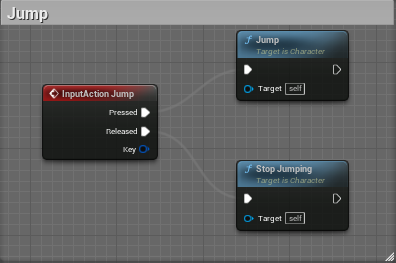 Jump
InputAction Jump
Pressed
Released
Key
Jump
Target is Character
Target self
Stop Jumping
Target is Character
Target self